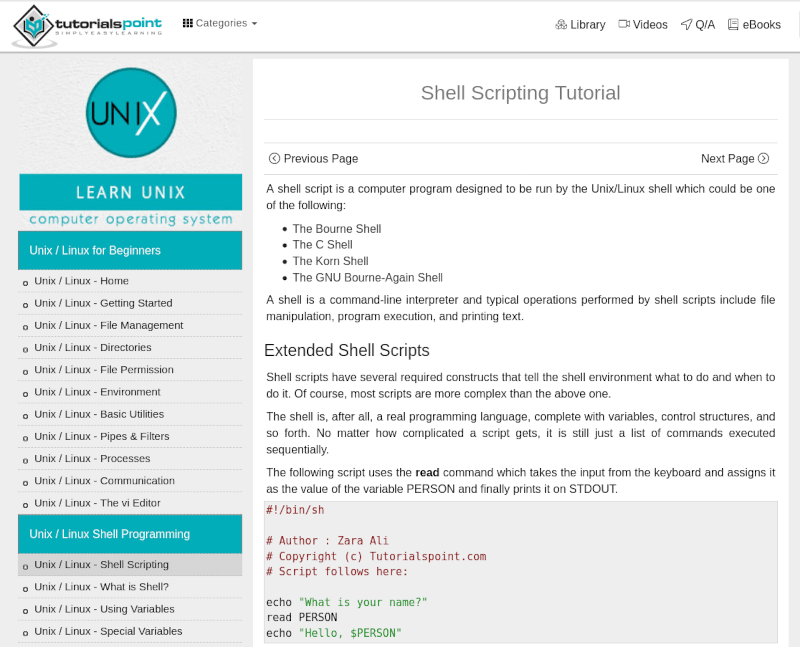 tutorialspoint
SIMPLYEASYLEARNING
Categories
Library
Videos
Q/A
eBooks
UNIX
LEARN UNIX
computer operating system
Unix / Linux for Beginners
Unix / Linux - Home
Unix / Linux - Getting Started
Unix / Linux - File Management
Unix / Linux - Directories
Unix / Linux - File Permission
Unix / Linux - Environment
Unix / Linux - Basic Utilities
Unix / Linux - Pipes & Filters
Unix / Linux - Processes
Unix / Linux - Communication
Unix / Linux - The vi Editor
Unix / Linux Shell Programming
Unix / Linux - Shell Scripting
Unix / Linux - What is Shell?
Unix / Linux - Using Variables
Unix / Linux - Special Variables
Shell Scripting Tutorial
Previous Page
Next Page
A shell script is a computer program designed to be run by the Unix/Linux shell which could be one
of the following:
The Bourne Shell
The C Shell
The Korn Shell
The GNU Bourne-Again Shell
A shell is a command-line interpreter and typical operations performed by shell scripts include file
manipulation, program execution, and printing text.
Extended Shell Scripts
Shell scripts have several required constructs that tell the shell environment what to do and when to
do it. Of course, most scripts are more complex than the above one.
The shell is, after all, a real programming language, complete with variables, control structures, and
so forth. No matter how complicated a script gets, it is still just a list of commands executed
sequentially.
The following script uses the read command which takes the input from the keyboard and assigns it
as the value of the variable PERSON and finally prints it on STDOUT.
#!/bin/sh
# Author : Zara Ali
# Copyright (c) Tutorialspoint.com
# Script follows here:
echo "What is your name?"
read PERSON
echo "Hello, $PERSON"